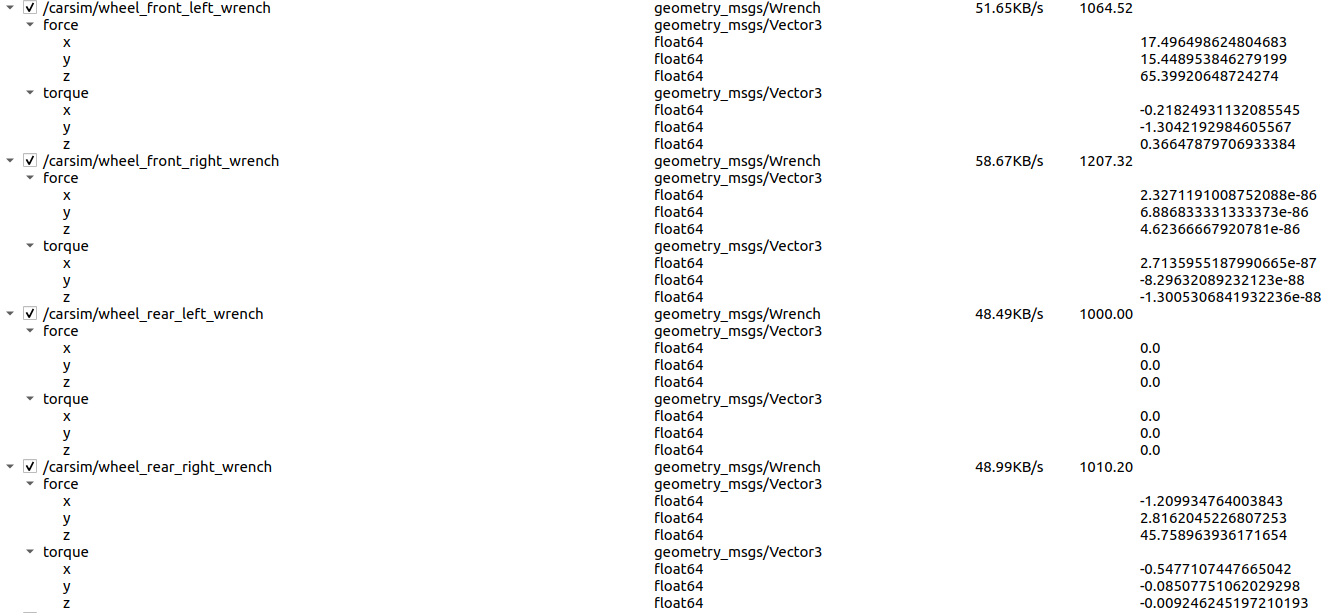 /carsim/wheel_front_left_wrench geometry_msgs/Wrench 51.65KB/s 1064.52
force geometry_msgs/Vector3
x float64 17.496498624804683
y float64 15.448953846279199
z float64 65.39920648724274
torque geometry_msgs/Vector3
x float64 -0.21824931132085545
y float64 -1.3042192984605567
z float64 0.36647879706933384
/carsim/wheel_front_right_wrench geometry_msgs/Wrench 58.67KB/s 1207.32
force geometry_msgs/Vector3
x float64 2.3271191008752088e-86
y float64 6.886833331333373e-86
z float64 4.62366667920781e-86
torque geometry_msgs/Vector3
x float64 2.7135955187990665e-87
y float64 -8.29632089232123e-88
z float64 -1.3005306841932236e-88
/carsim/wheel_rear_left_wrench geometry_msgs/Wrench 48.49KB/s 1000.00
force geometry_msgs/Vector3
x float64 0.0
y float64 0.0
z float64 0.0
torque geometry_msgs/Vector3
x float64 0.0
y float64 0.0
z float64 0.0
/carsim/wheel_rear_right_wrench geometry_msgs/Wrench 48.99KB/s 1010.20
force geometry_msgs/Vector3
x float64 -1.209934764003843
y float64 2.8162045226807253
z float64 45.758963936171654
torque geometry_msgs/Vector3
x float64 -0.5477107447665042
y float64 -0.08507751062029298
z float64 -0.009246245197210193